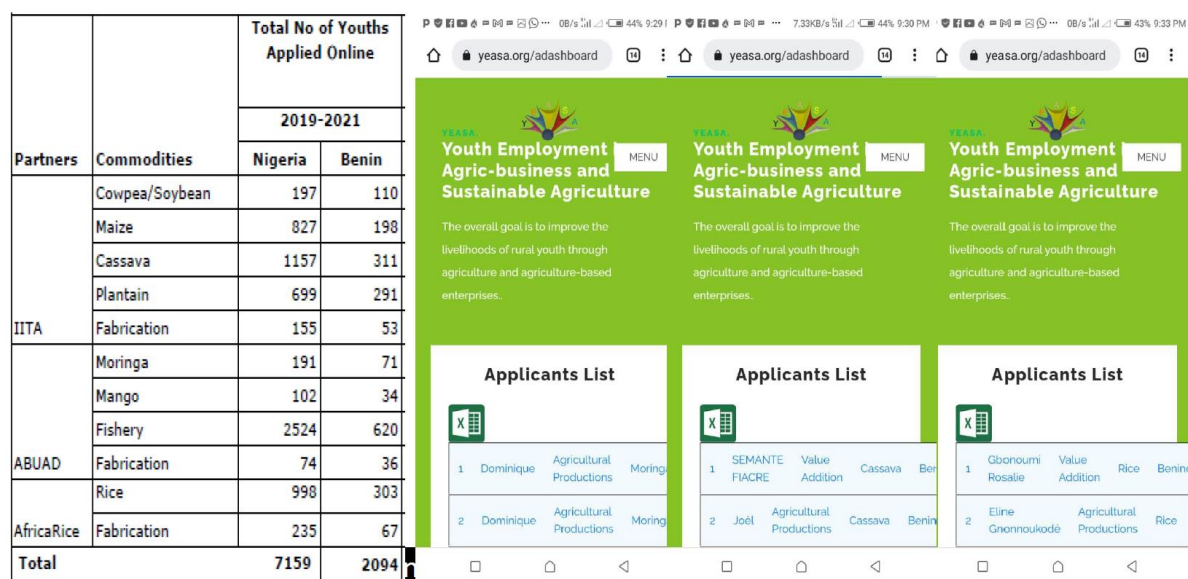 Total No of Youths
Applied Online
2019-2021
Partners Commodities Nigeria Benin
Cowpea/Soybean 197 110
Maize 827 198
Cassava 1157 311
Plantain 699 291
IITA Fabrication 155 53
Moringa 191 71
Mango 102 34
Fishery 2524 620
ABUAD Fabrication 74 36
Rice 998 303
AfricaRice Fabrication 235 67
Total 7159 2094
0B/s 44% 9:29
yeasa.org/adashboard 14
YEASA.
Youth Employment
MENU
Agric-business and
Sustainable Agriculture
The overall goal is to improve the
livelihoods of rural youth through
agriculture and agriculture-based
enterprises..
Applicants List
1 Dominique Agricultural Productions Moringa
2 Dominique Agricultural Productions Moring
7.33KB/s 44% 9:30 PM
yeasa.org/adashboard 14
YEASA.
Youth Employment
MENU
Agric-business and
Sustainable Agriculture
The overall goal is to improve the
livelihoods of rural youth through
agriculture and agriculture-based
enterprises..
Applicants List
1 SEMANTE FIACRE Value Addition Cassava Ben
2 Joél Agricultural Productions Cassava Benin
0B/s 43% 9:33 PM
yeasa.org/adashboard 14
YEASA.
Youth Employment
MENU
Agric-business and
Sustainable Agriculture
The overall goal is to improve the
livelihoods of rural youth through
agriculture and agriculture-based
enterprises..
Applicants List
1 Gbonoumi Rosalie Value Addition Rice Benin
2 Eline Gnonnoukodé Agricultural Productions Rice